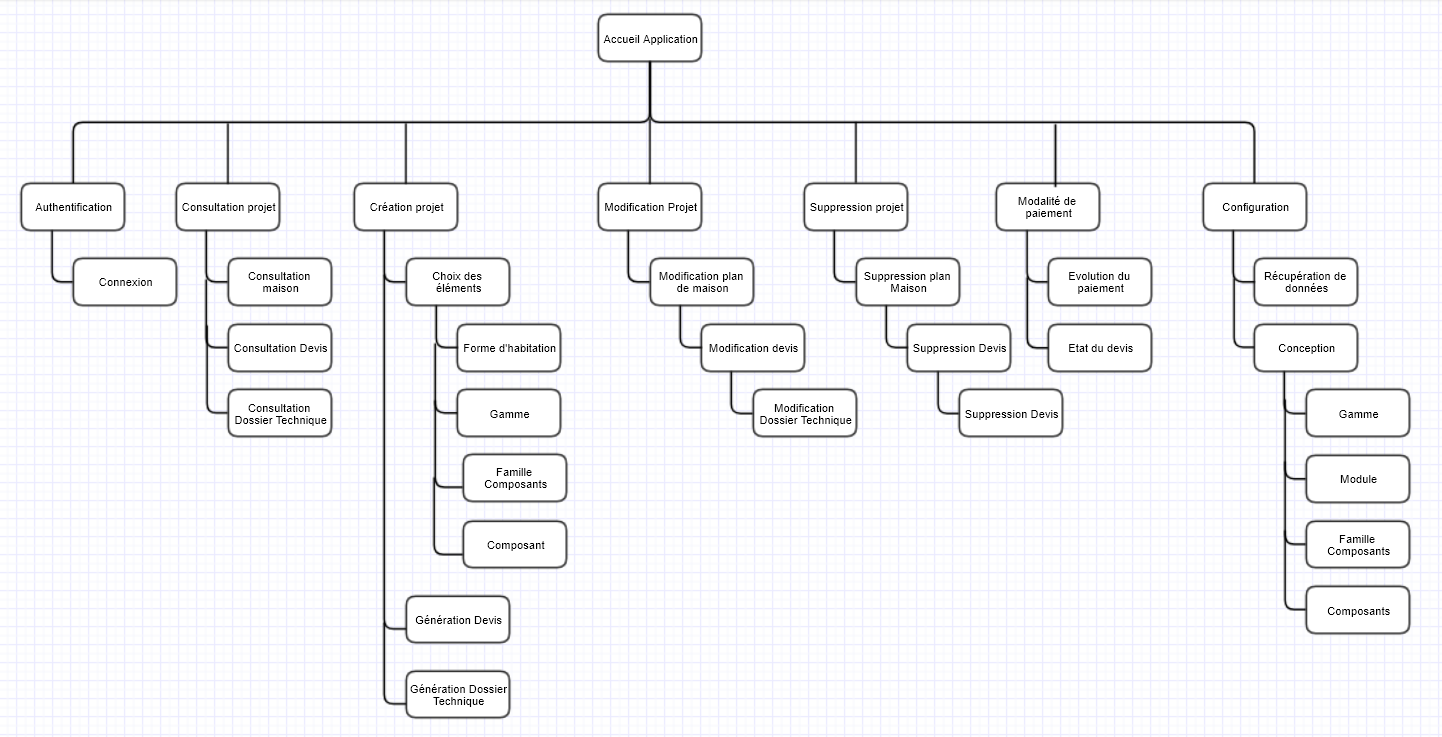 Accueil Application
Authentification
Consultation projet
Création projet
Modification Projet
Suppression projet
Modalité de
paiement
Configuration
Connexion
Consultation
maison
Choix des
éléments
Modification plan
de maison
Suppression plan
Maison
Evolution du
paiement
Récupération de
données
Consultation Devis
Forme d'habitation
Modification devis
Suppression Devis
Etat du devis
Conception
Consultation
Dossier Technique
Gamme
Modification
Dossier Technique
Suppression Devis
Gamme
Famille
Composants
Module
Composant
Famille
Composants
Génération Devis
Composants
Génération Dossier
Technique